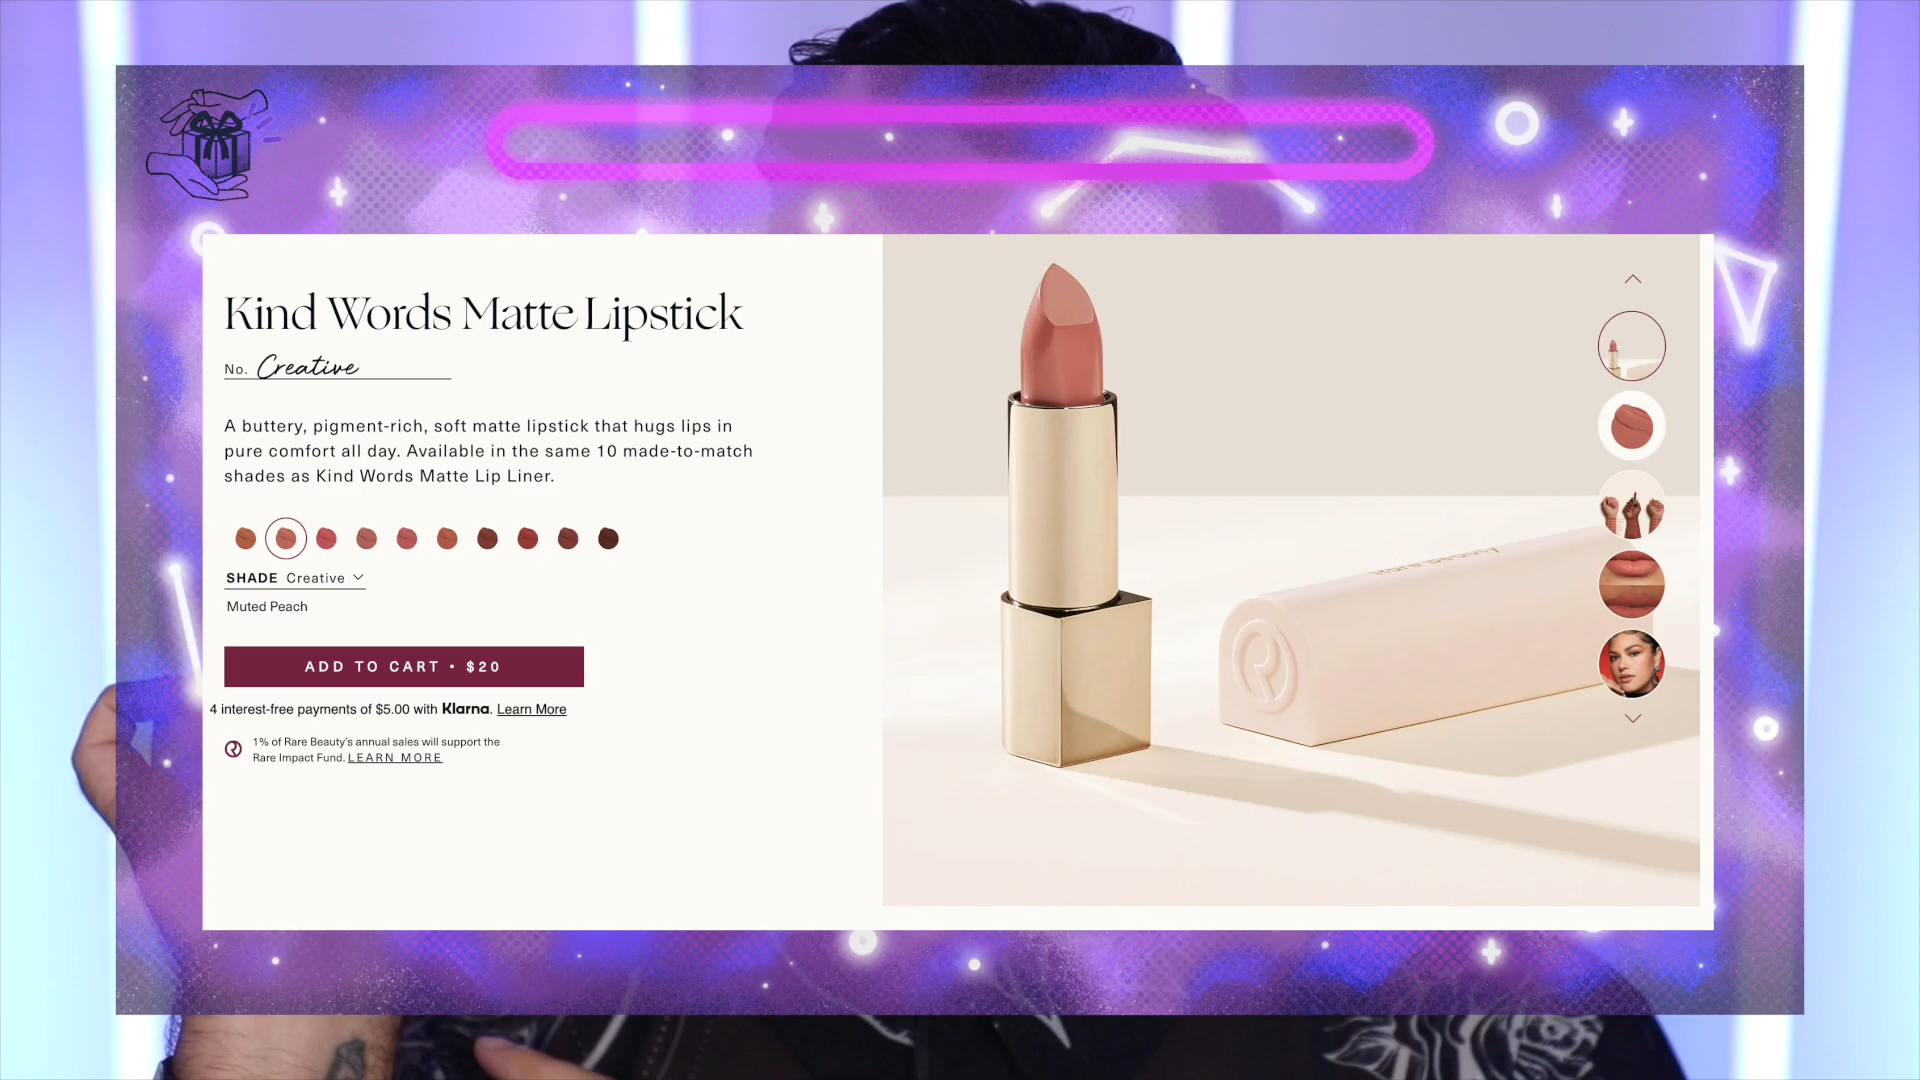 Kind Words Matte Lipstick
No. Creative
A buttery, pigment-rich, soft matte lipstick that hugs lips in
pure comfort all day. Available in the same 10 made-to-match
shades as Kind Words Matte Lip Liner.
SHADE Creative
Muted Peach
ADD TO CART • $20
4 interest-free payments of $5.00 with Klarna. Learn More
1% of Rare Beauty's annual sales will support the
Rare Impact Fund. LEARN MORE
Rare Beauty